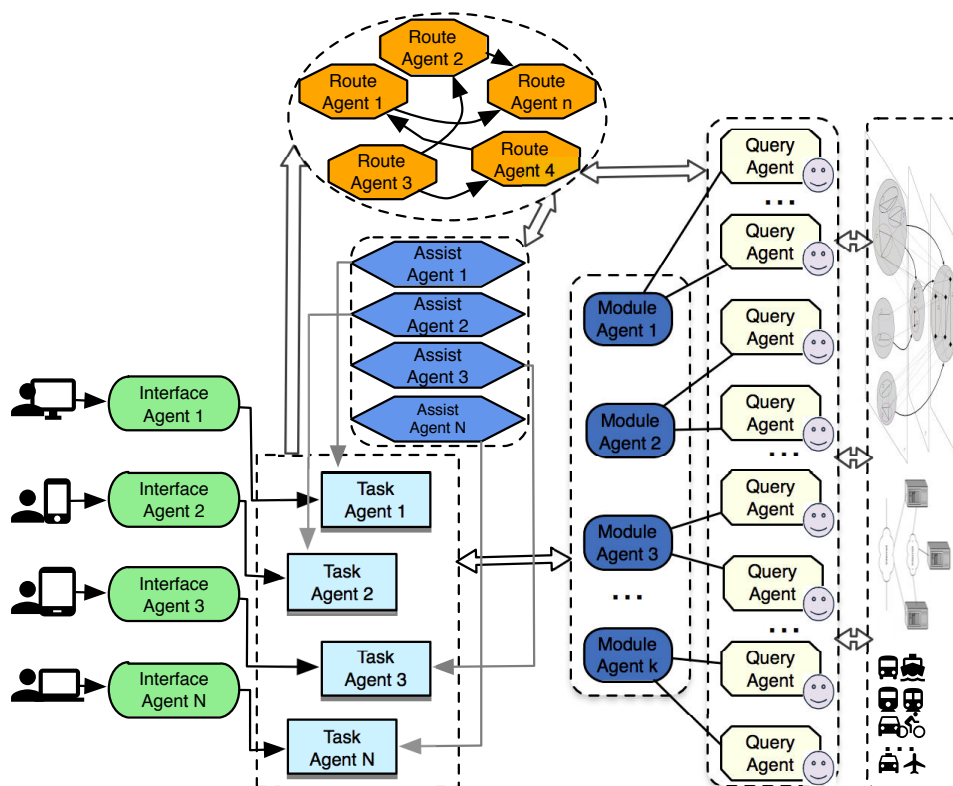 Route
Agent 2
Route
Agent 1
Route
Agent n
Route
Agent 3
Route
Agent 4
Assist
Agent 1
Assist
Agent 2
Assist
Agent 3
Assist
Agent N
Interface
Agent 1
Interface
Agent 2
Interface
Agent 3
Interface
Agent N
Task
Agent 1
Task
Agent 2
Task
Agent 3
Task
Agent N
Module
Agent 1
Module
Agent 2
Module
Agent 3
...
Module
Agent k
Query
Agent
...
Query
Agent
Query
Agent
Query
Agent
...
Query
Agent
Query
Agent
...
Query
Agent
Query
Agent
...